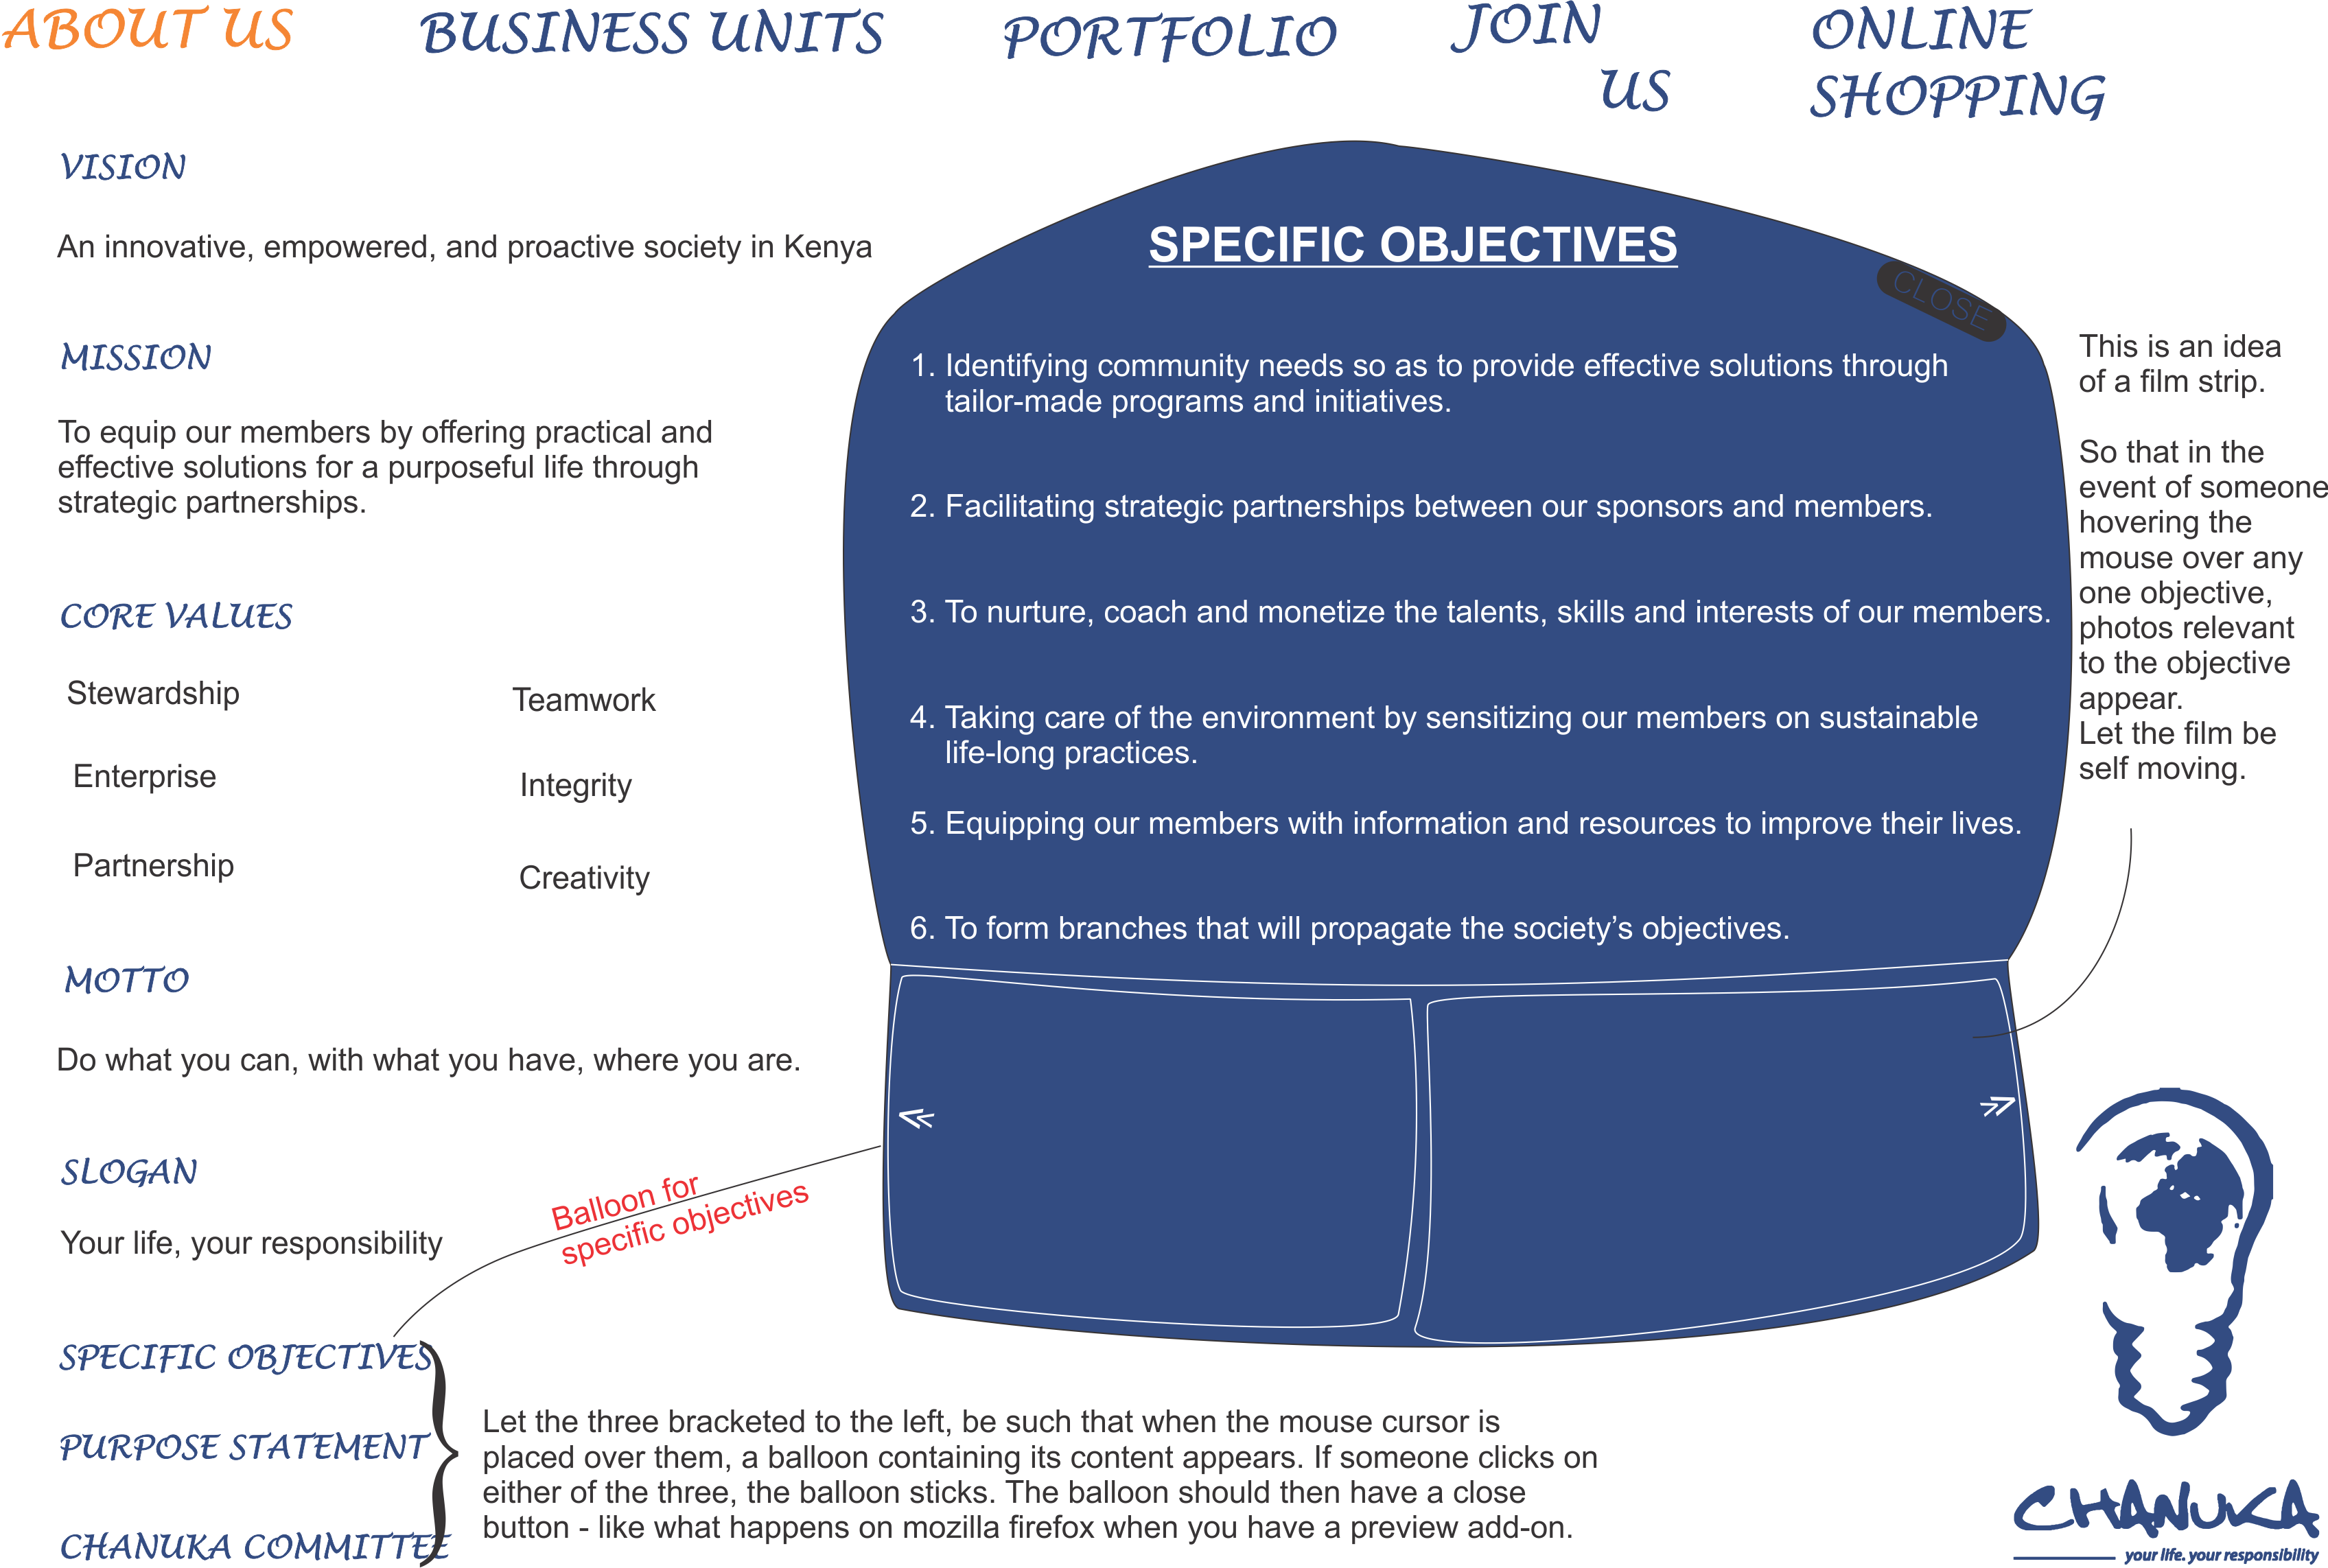 ABOUT US
BUSINESS UNITS
PORTFOLIO
JOIN
US
ONLINE
SHOPPING
VISION
An innovative, empowered, and proactive society in Kenya
MISSION
To equip our members by offering practical and
effective solutions for a purposeful life through
strategic partnerships.
CORE VALUES
Stewardship
Teamwork
Enterprise
Integrity
Partnership
Creativity
MOTTO
Do what you can, with what you have, where you are.
SLOGAN
Your life, your responsibility
SPECIFIC OBJECTIVES
PURPOSE STATEMENT
CHANUKA COMMITTEE
Balloon for
specific objectives
Let the three bracketed to the left, be such that when the mouse cursor is
placed over them, a balloon containing its content appears. If someone clicks on
either of the three, the balloon sticks. The balloon should then have a close
button - like what happens on mozilla firefox when you have a preview add-on.
SPECIFIC OBJECTIVES
CLOSE
1. Identifying community needs so as to provide effective solutions through
tailor-made programs and initiatives.
2. Facilitating strategic partnerships between our sponsors and members.
3. To nurture, coach and monetize the talents, skills and interests of our members.
4. Taking care of the environment by sensitizing our members on sustainable
life-long practices.
5. Equipping our members with information and resources to improve their lives.
6. To form branches that will propagate the society’s objectives.
This is an idea
of a film strip.
So that in the
event of someone
hovering the
mouse over any
one objective,
photos relevant
to the objective
appear.
Let the film be
self moving.
CHANUKA
your life. your responsibility